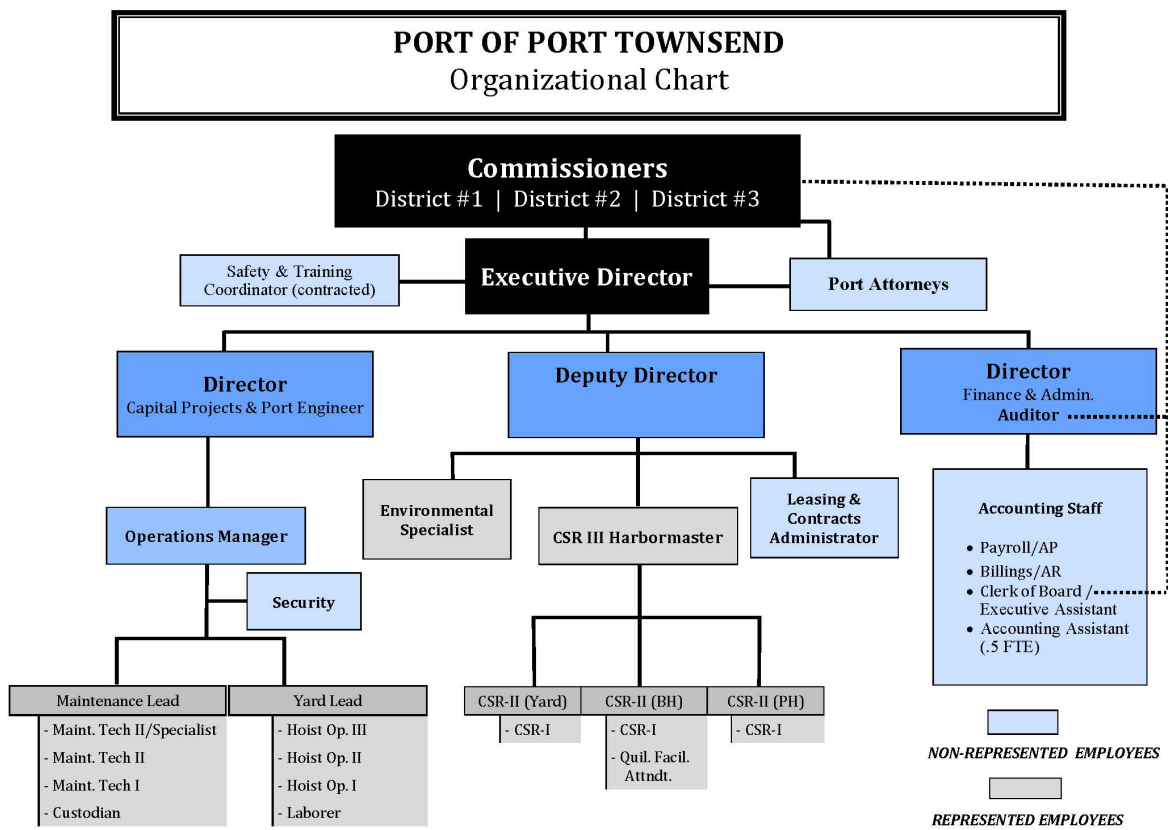 PORT OF PORT TOWNSEND
Organizational Chart
Commissioners
District #1 | District #2 | District #3
Safety & Training
Coordinator (contracted)
Executive Director
Port Attorneys
Director
Capital Projects & Port Engineer
Deputy Director
Director
Finance & Admin.
Auditor
Operations Manager
Security
Environmental
Specialist
CSR III Harbormaster
Leasing &
Contracts
Administrator
Accounting Staff
• Payroll/AP
• Billings/AR
• Clerk of Board /
Executive Assistant
• Accounting Assistant
(.5 FTE)
Maintenance Lead
- Maint. Tech II/Specialist
- Maint. Tech II
- Maint. Tech I
- Custodian
Yard Lead
- Hoist Op. III
- Hoist Op. II
- Hoist Op. I
- Laborer
CSR-II (Yard)
- CSR-I
CSR-II (BH)
- CSR-I
- Quil. Facil.
Attndt.
CSR-II (PH)
- CSR-I
NON-REPRESENTED EMPLOYEES
REPRESENTED EMPLOYEES